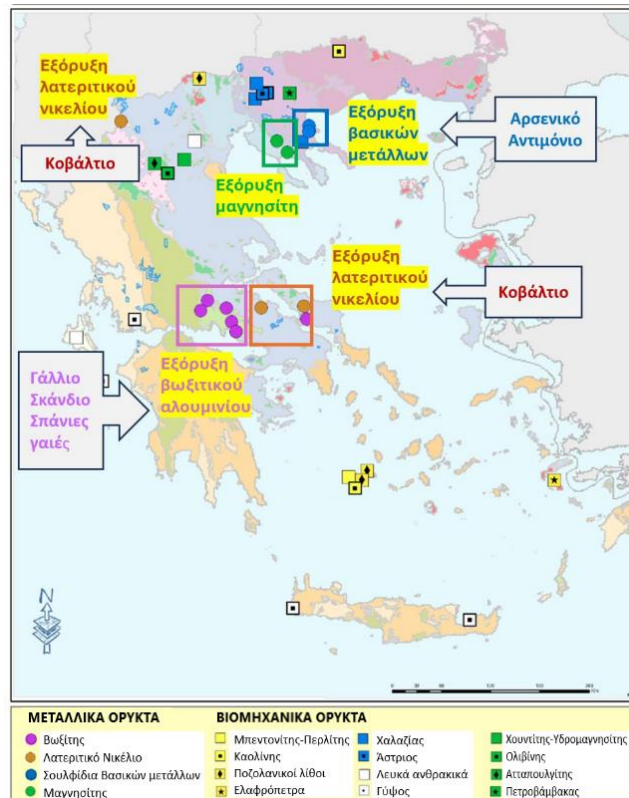 Εξόρυξη
λατεριτικού
νικελίου
Κοβάλτιο
Εξόρυξη
βασικών
μετάλλων
Αρσενικό
Αντιμόνιο
Εξόρυξη
μαγνησίτη
Εξόρυξη
λατεριτικού
νικελίου
Κοβάλτιο
Εξόρυξη
βωξιτικού
αλουμινίου
Γάλλιο
Σκάνδιο
Σπάνιες
γαιές
N
ΜΕΤΑΛΛΙΚΑ ΟΡΥΚΤΑ
Βωξίτης
Λατεριτικό Νικέλιο
Σουλφίδια Βασικών μετάλλων
Μαγνησίτης
ΒΙΟΜΗΧΑΝΙΚΑ ΟΡΥΚΤΑ
Μπεντονίτης-Περλίτης
Καολίνης
Ποζολανικοί λίθοι
Ελαφρόπετρα
Χαλαζίας
Άστριος
Λευκά ανθρακικά
Γύψος
Χουντίτης-Υδρομαγνησίτης
Ολιβίνης
Ατταπουλγίτης
Πετροβάμβακας